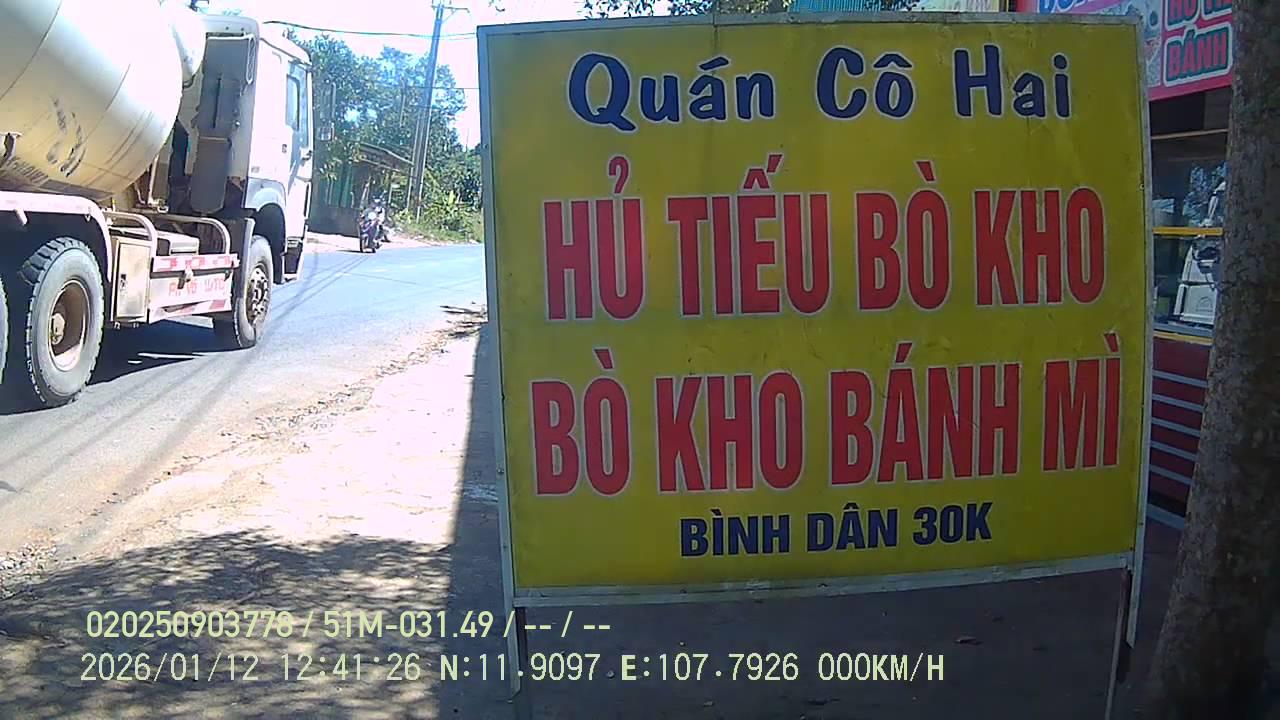 Quán Cô Hai
HỦ TIẾU BÒ KHO
BÒ KHO BÁNH MÌ
BÌNH DÂN 30K
BÁNH
020250903778 / 51M-031.49 / -- / --
2026/01/12 12:41:26 N:11.9097 E:107.7926 000KM/H